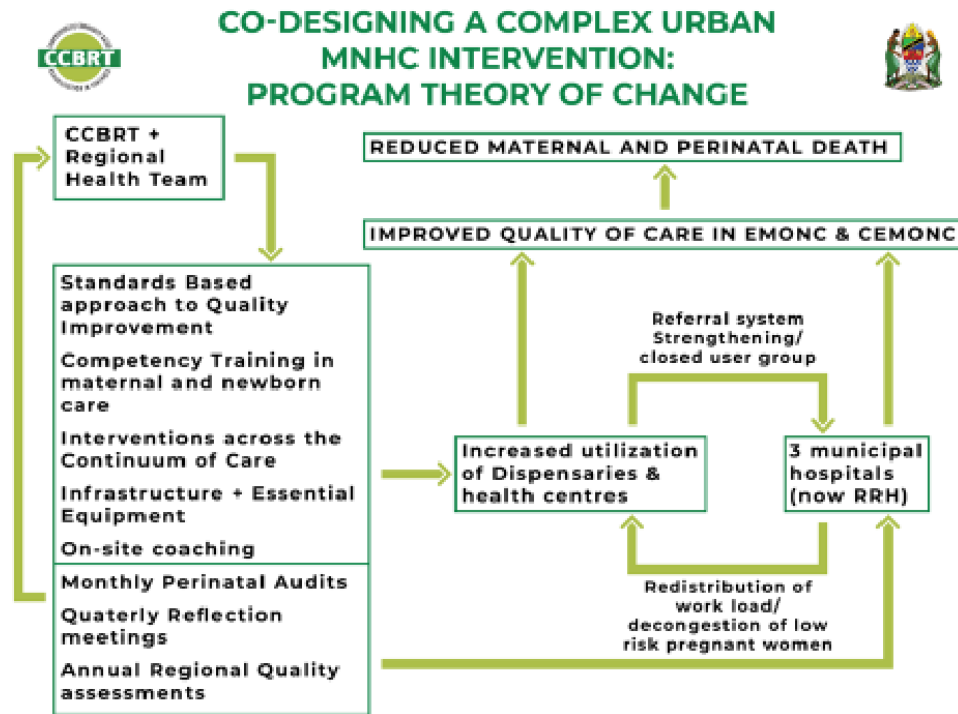 CO-DESIGNING A COMPLEX URBAN
MNHC INTERVENTION:
PROGRAM THEORY OF CHANGE
CCBRT
CCBRT +
Regional
Health Team
REDUCED MATERNAL AND PERINATAL DEATH
IMPROVED QUALITY OF CARE IN EMONC & CEMONC
Standards Based
approach to Quality
Improvement
Competency Training in
maternal and newborn
care
Interventions across the
Continuum of Care
Infrastructure + Essential
Equipment
On-site coaching
Monthly Perinatal Audits
Quaterly Reflection
meetings
Annual Regional Quality
assessments
Referral system
Strengthening/
closed user group
Increased utilization
of Dispensaries &
health centres
3 municipal
hospitals
(now RRH)
Redistribution of
work load/
decongestion of low
risk pregnant women